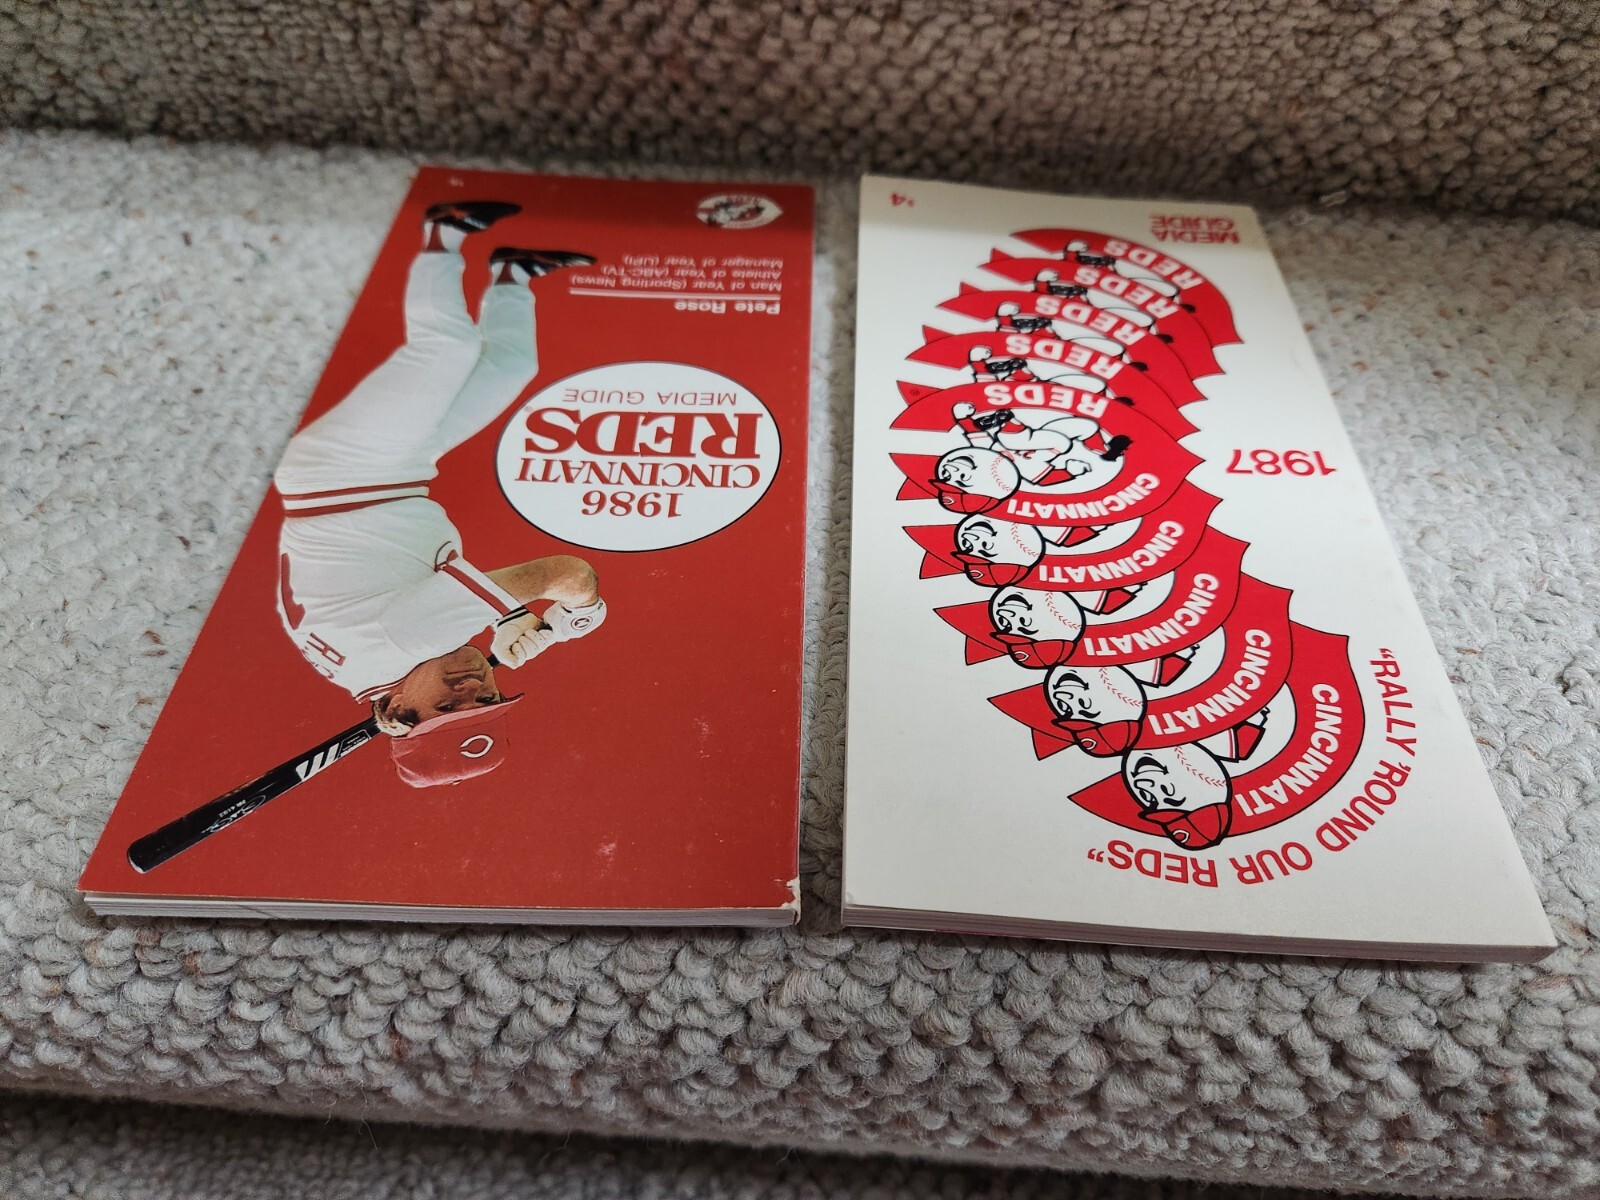 1986
CINCINNATI
REDS
MEDIA GUIDE
Pete Rose
Man of Year (Sporting News)
Athlete of Year (ABC-TV)
Manager of Year (UPI)
"RALLY 'ROUND OUR REDS"
1987
CINCINNATI
CINCINNATI
CINCINNATI
CINCINNATI
CINCINNATI
REDS
REDS
REDS
REDS
REDS
MEDIA
GUIDE
$4